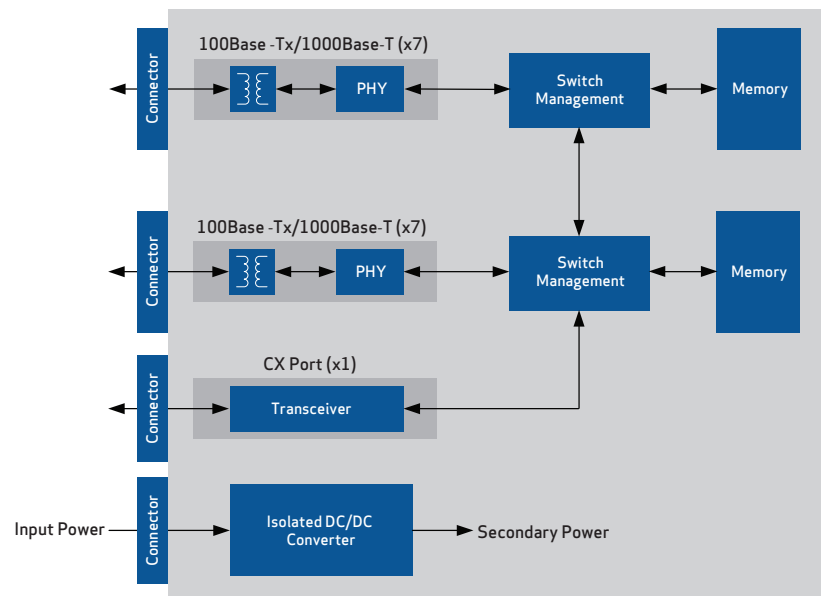 100Base -Tx/1000Base-T (x7)
Connector
PHY
Switch
Management
Memory
100Base -Tx/1000Base-T (x7)
Connector
PHY
Switch
Management
Memory
CX Port (x1)
Connector
Transceiver
Input Power
Connector
Isolated DC/DC
Converter
Secondary Power